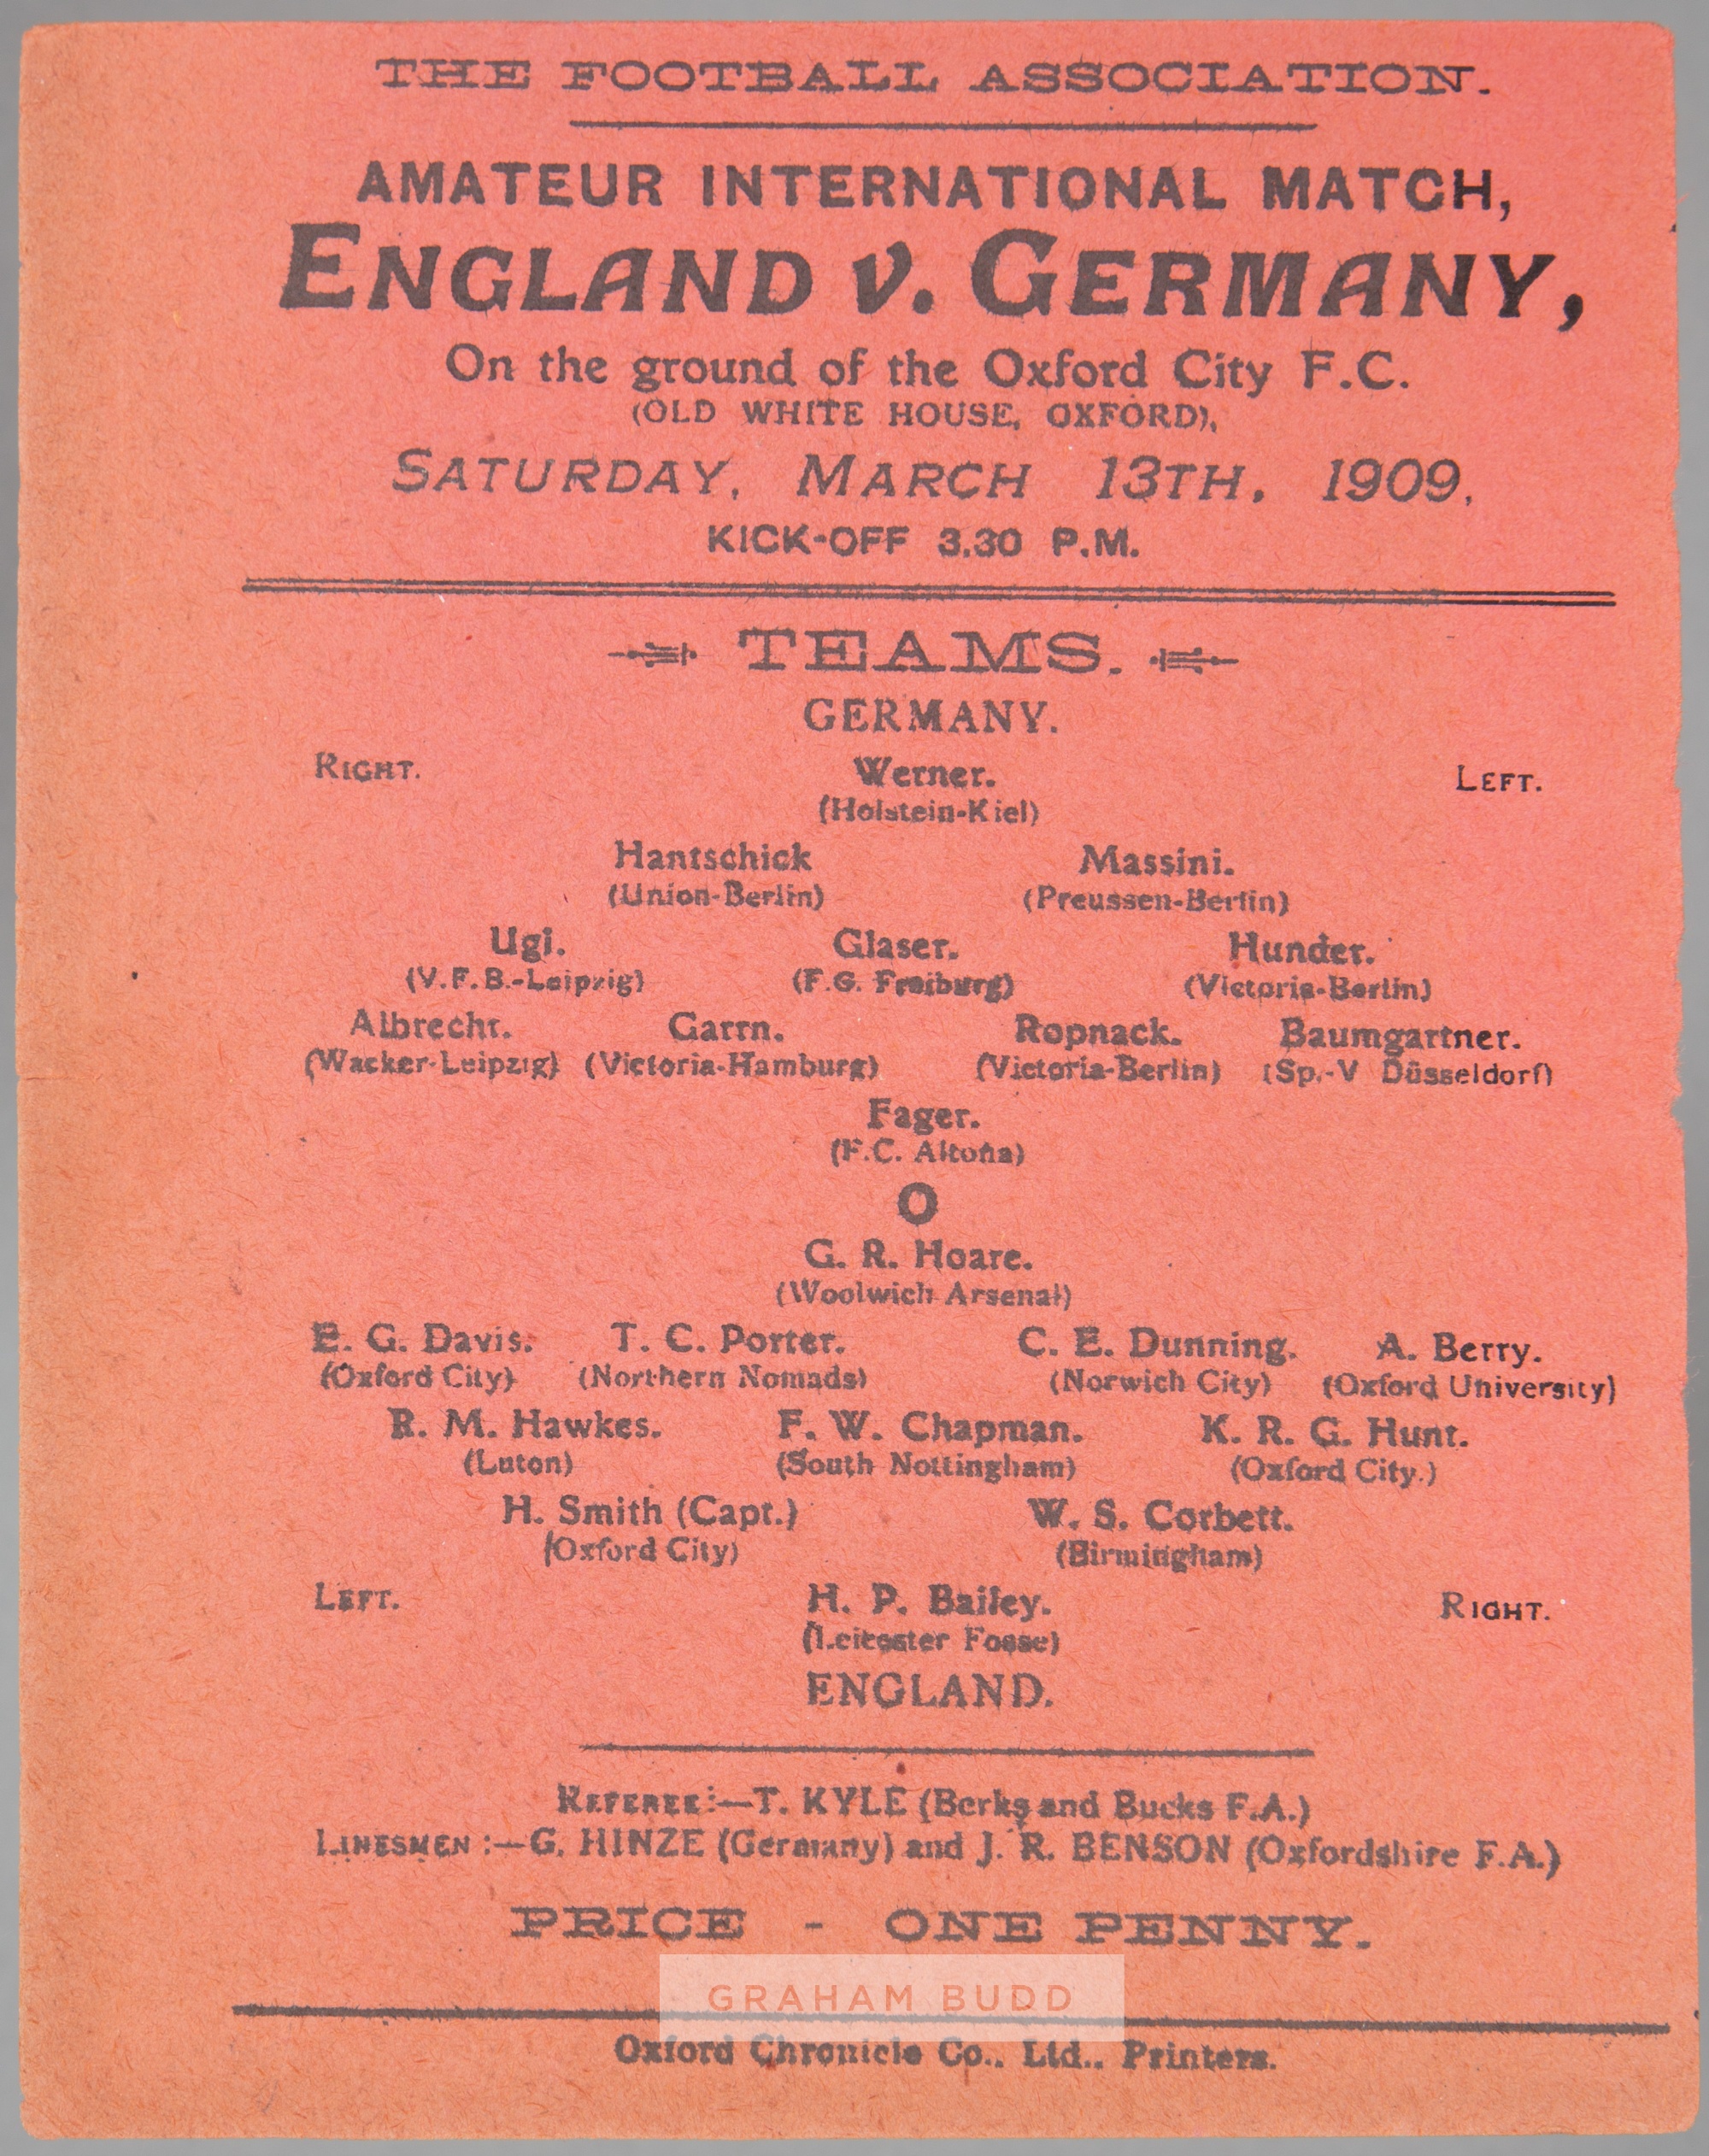 THE FOOTBALL ASSOCIATION.
AMATEUR INTERNATIONAL MATCH,
ENGLAND v. GERMANY,
On the ground of the Oxford City F.C.
(OLD WHITE HOUSE, OXFORD),
SATURDAY, MARCH 13TH, 1909,
KICK-OFF 3.30 P.M.
TEAMS.
GERMANY.
RIGHT. Werner. LEFT.
(Holstein-Kiel)
Hantschick Massini.
(Union-Berlin) (Preussen-Berlin)
Ugi. Glaser. Hunder.
(V.F.B.-Leipzig) (F.G. Freiburg) (Victoria-Berlin)
Albrecht. Garrn. Ropnack. Baumgartner.
(Wacker-Leipzig) (Victoria-Hamburg) (Victoria-Berlin) (Sp.-V Düsseldorf)
Fager.
(F.C. Altona)
O
G. R. Hoare.
(Woolwich Arsenal)
E. G. Davis. T. C. Porter. C. E. Dunning. A. Berry.
(Oxford City) (Northern Nomads) (Norwich City) (Oxford University)
R. M. Hawkes. F. W. Chapman. K. R. G. Hunt.
(Luton) (South Nottingham) (Oxford City.)
H. Smith (Capt.) W. S. Corbett.
(Oxford City) (Birmingham)
LEFT. H. P. Bailey. RIGHT.
(Leicester Fosse)
ENGLAND.
REFEREE:—T. KYLE (Berks and Bucks F.A.)
LINESMEN:—G. HINZE (Germany) and J. R. BENSON (Oxfordshire F.A.)
PRICE - ONE PENNY.
GRAHAM BUDD
Oxford Chronicle Co., Ltd., Printers.